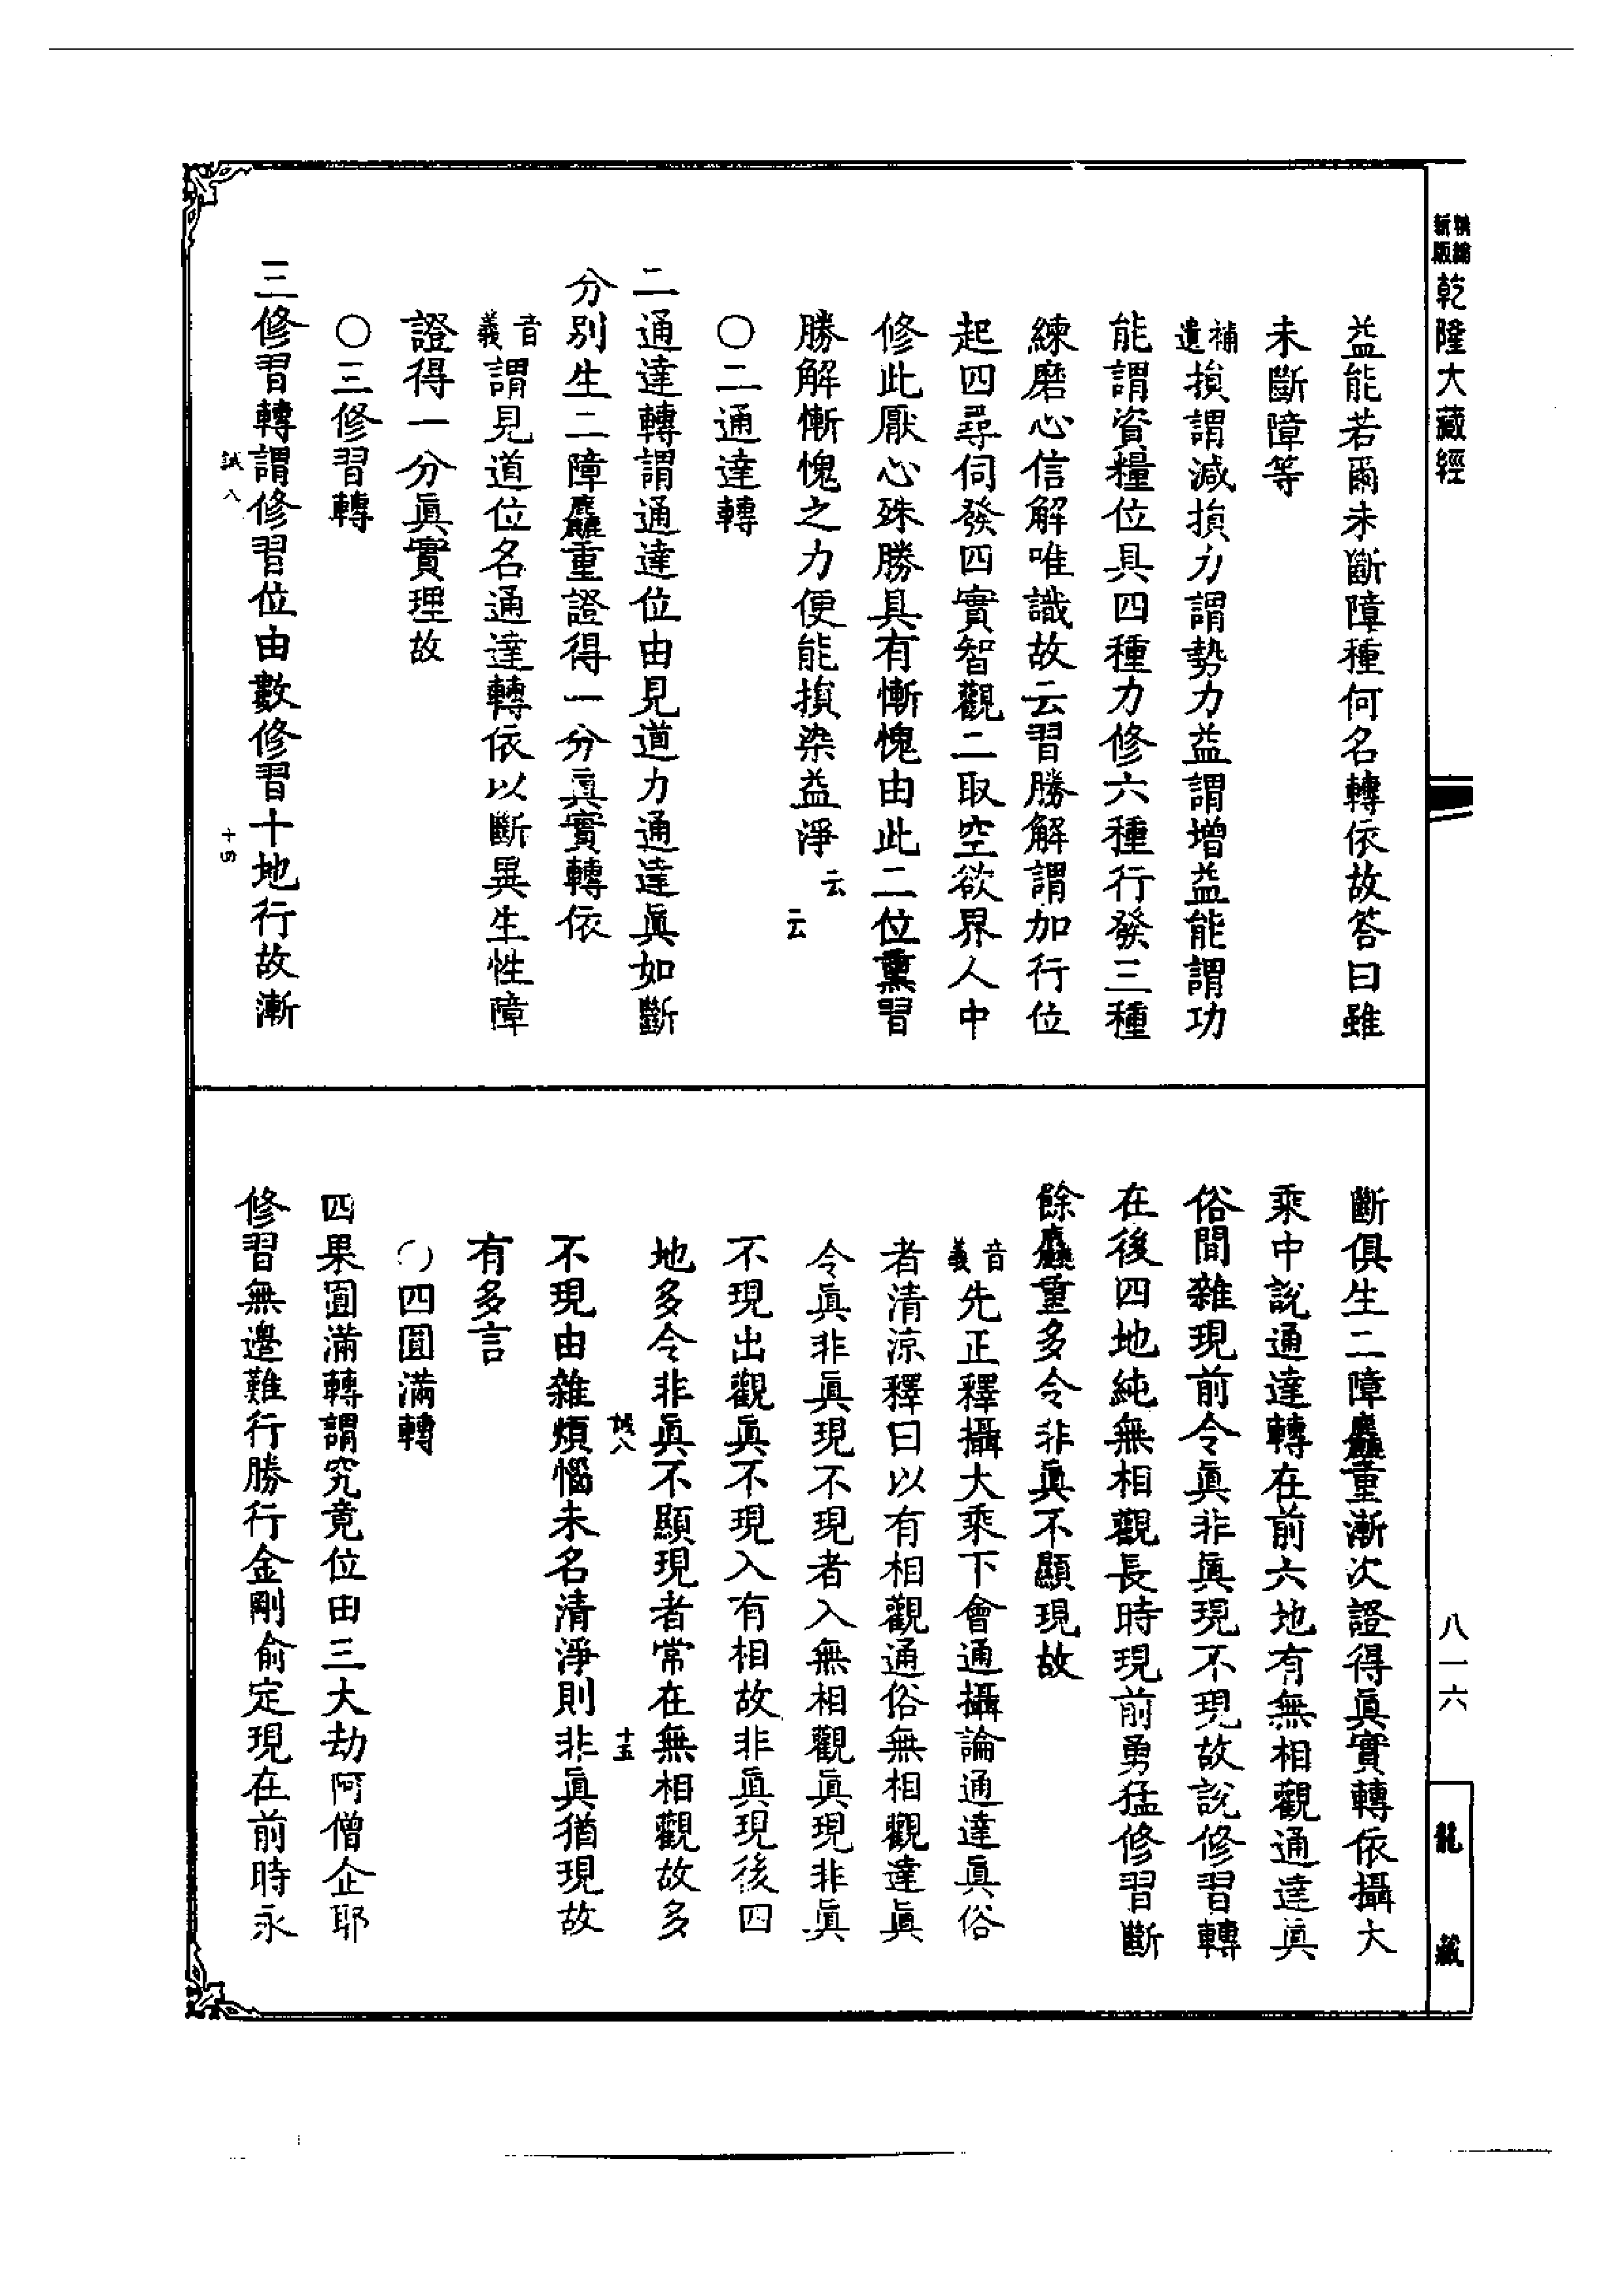 新編
縮版
乾隆大藏經
益能若爾未斷障種何名轉依故答曰雖
未斷障等
補遺損謂減損力謂勢力益謂增益能謂功
能謂資糧位具四種力修六種行發三種
練磨心信解唯識故云習勝解謂加行位
起四尋伺發四實智觀二取空欲界人中
修此厭心殊勝具有慚愧由此二位熏習
勝解慚愧之力便能損染益淨云云
〇二通達轉
二通達轉謂通達位由見道力通達眞如斷
分別生二障麤重證得一分眞實轉依
音義謂見道位名通達轉依以斷異生性障
證得一分眞實理故
〇三修習轉
三修習轉謂修習位由數修習十地行故漸
誠八
斷俱生二障麤重漸次證得眞實轉依攝大
乘中說通達轉在前六地有無相觀通達眞
俗間雜現前令眞非眞現不現故說修習轉
在後四地純無相觀長時現前勇猛修習斷
餘麤重多令非眞不顯現故
音義先正釋攝大乘下會通攝論通達眞俗
者清涼釋曰以有相觀通俗無相觀達眞
令眞非眞現不現者入無相觀眞現非眞
不現出觀眞不現入有相故非眞現後四
地多令非眞不顯現者常在無相觀故多
誠八
十五
不現由雜煩惱未名清淨則非眞猶現故
有多言
〇四圓滿轉
四果圓滿轉謂究竟位由三大劫阿僧企耶
修習無邊難行勝行金剛俞定現在前時永
八一六
龍藏